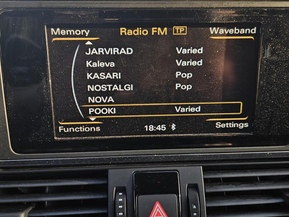 Memory Radio FM TP Waveband
JARVIRAD Varied
Kaleva Varied
KASARI Pop
NOSTALGI Pop
NOVA
POOKI Varied
Functions 18:45 Settings